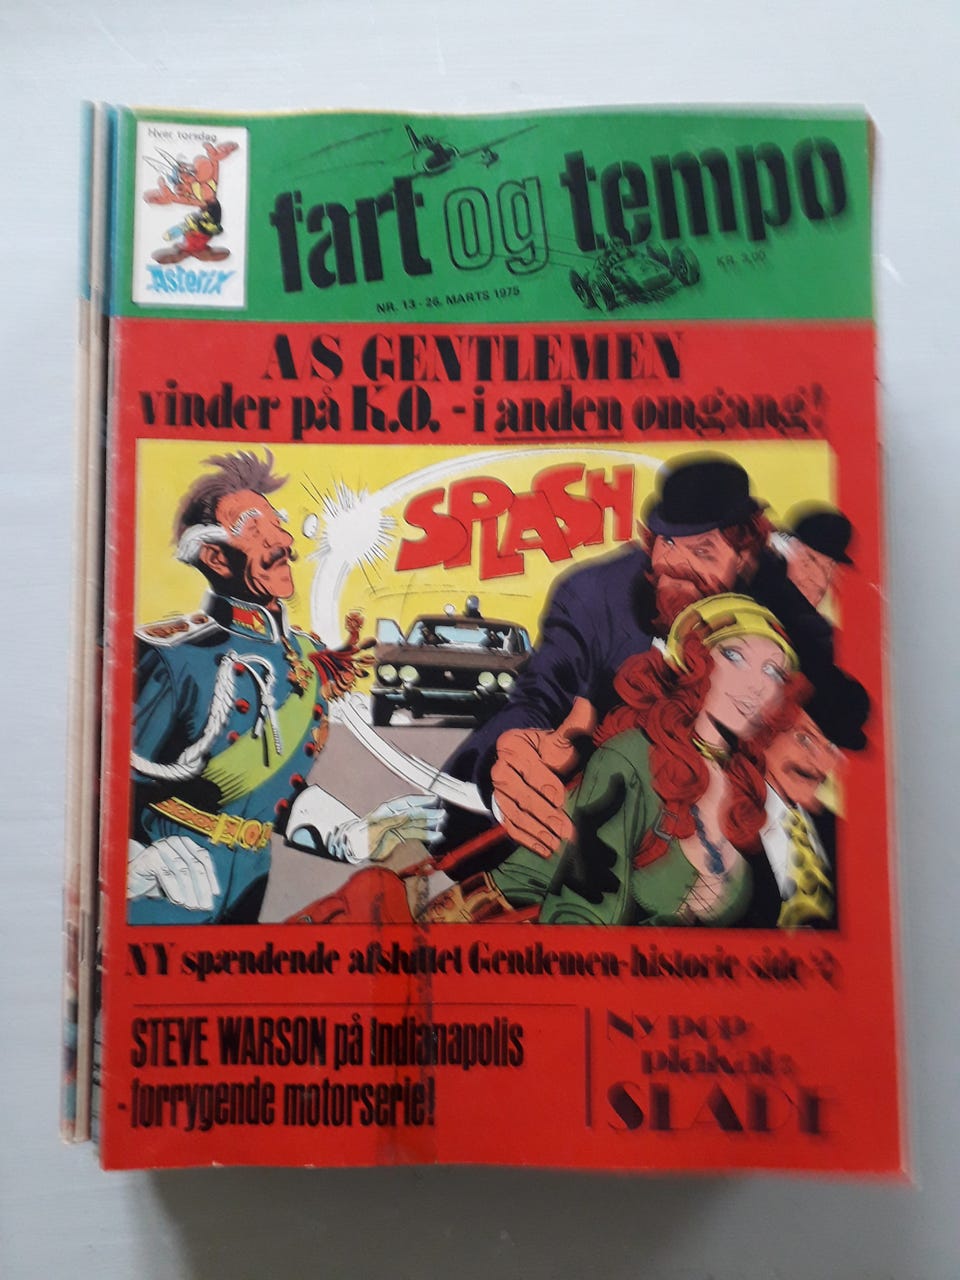 Hver torsdag
Asterix
fart og tempo
KR. 3,00
NR. 13 - 26. MARTS 1975
A/S GENTLEMEN
vinder på K.O. - i anden omgang!
SPLASH
NY spændende afsluttet Gentlemen-historie side
STEVE WARSON på Indianapolis
- forrygende motorserie!
NY pop-
plakat:
SLADE